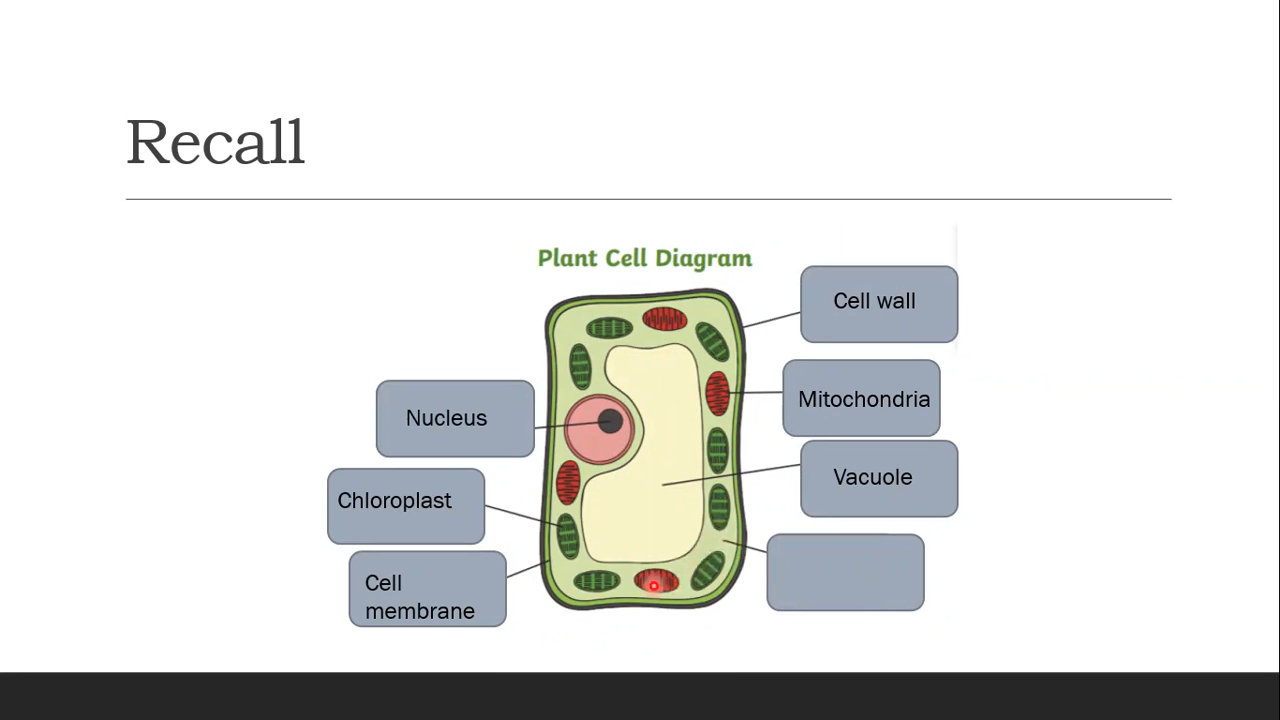 Recall
Plant Cell Diagram
Cell wall
Mitochondria
Nucleus
Vacuole
Chloroplast
Cell
membrane